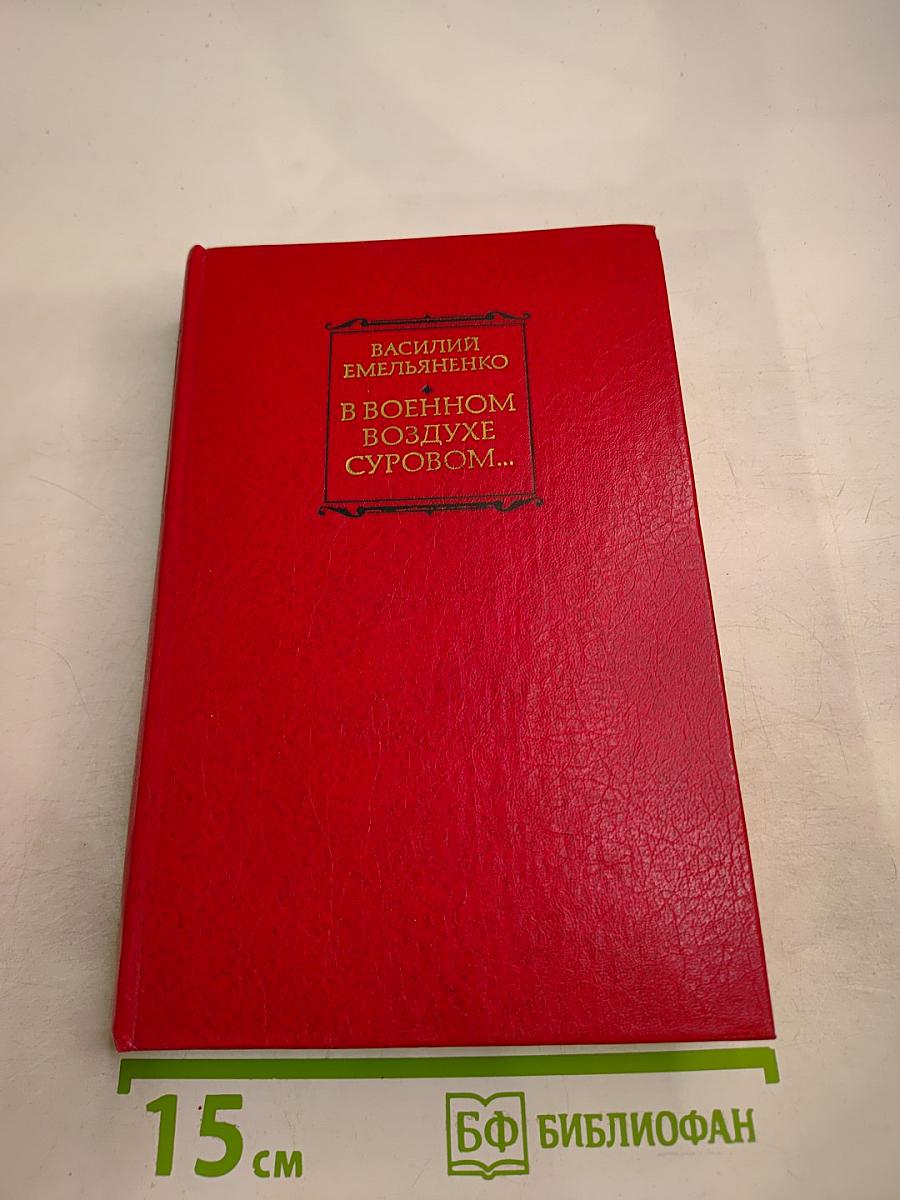 ВАСИЛИЙ
ЕМЕЛЬЯНЕНКО
В ВОЕННОМ
ВОЗДУХЕ
СУРОВОМ...
15 см
БФ БИБЛИОФАН